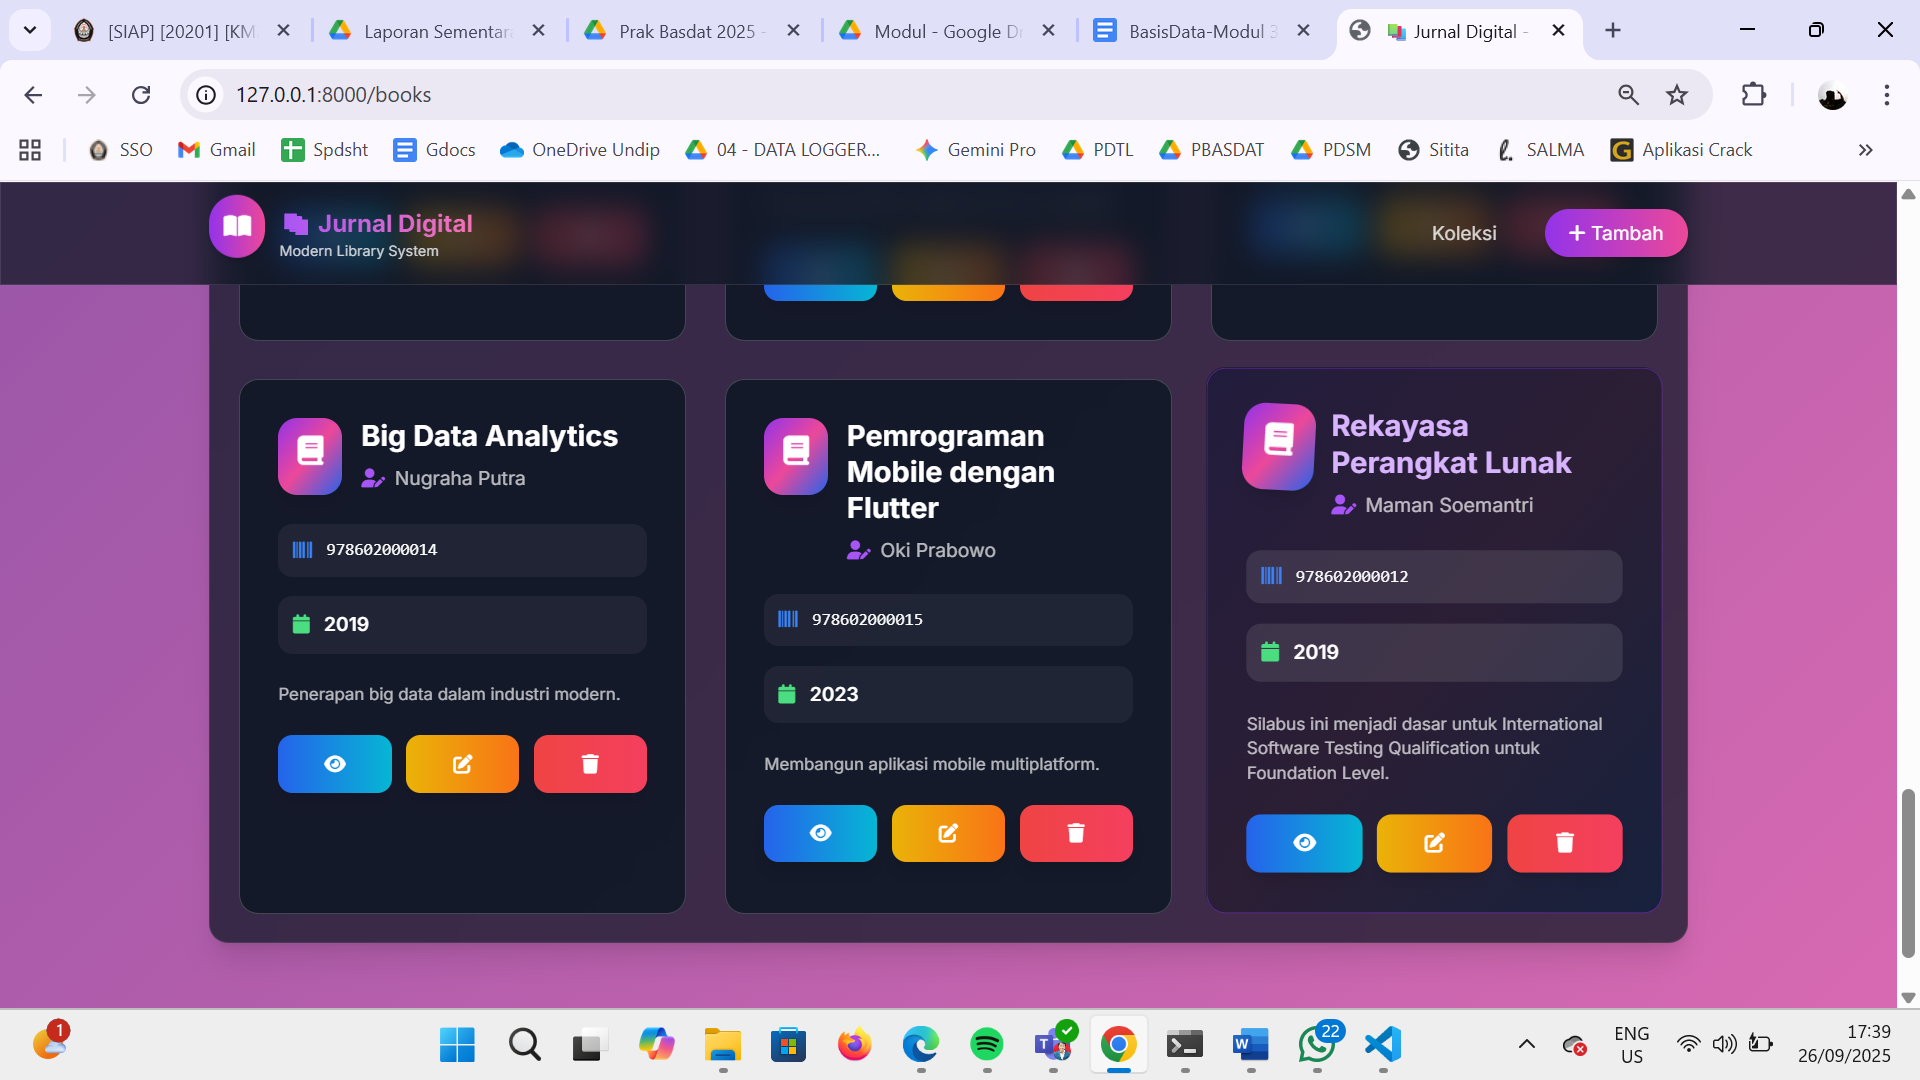 [SIAP] [20201] [KM
Laporan Sementar
Prak Basdat 2025 -
Modul - Google D
BasisData-Modul 3
Jurnal Digital -
127.0.0.1:8000/books
SSO
Gmail
Spdsht
Gdocs
OneDrive Undip
04 - DATA LOGGER...
Gemini Pro
PDTL
PBASDAT
PDSM
Sitita
SALMA
Aplikasi Crack
Jurnal Digital
Modern Library System
Koleksi
+ Tambah
Big Data Analytics
Nugraha Putra
978602000014
2019
Penerapan big data dalam industri modern.
Pemrograman
Mobile dengan
Flutter
Oki Prabowo
978602000015
2023
Membangun aplikasi mobile multiplatform.
Rekayasa
Perangkat Lunak
Maman Soemantri
978602000012
2019
Silabus ini menjadi dasar untuk International
Software Testing Qualification untuk
Foundation Level.
1
22
ENG
US
17:39
26/09/2025